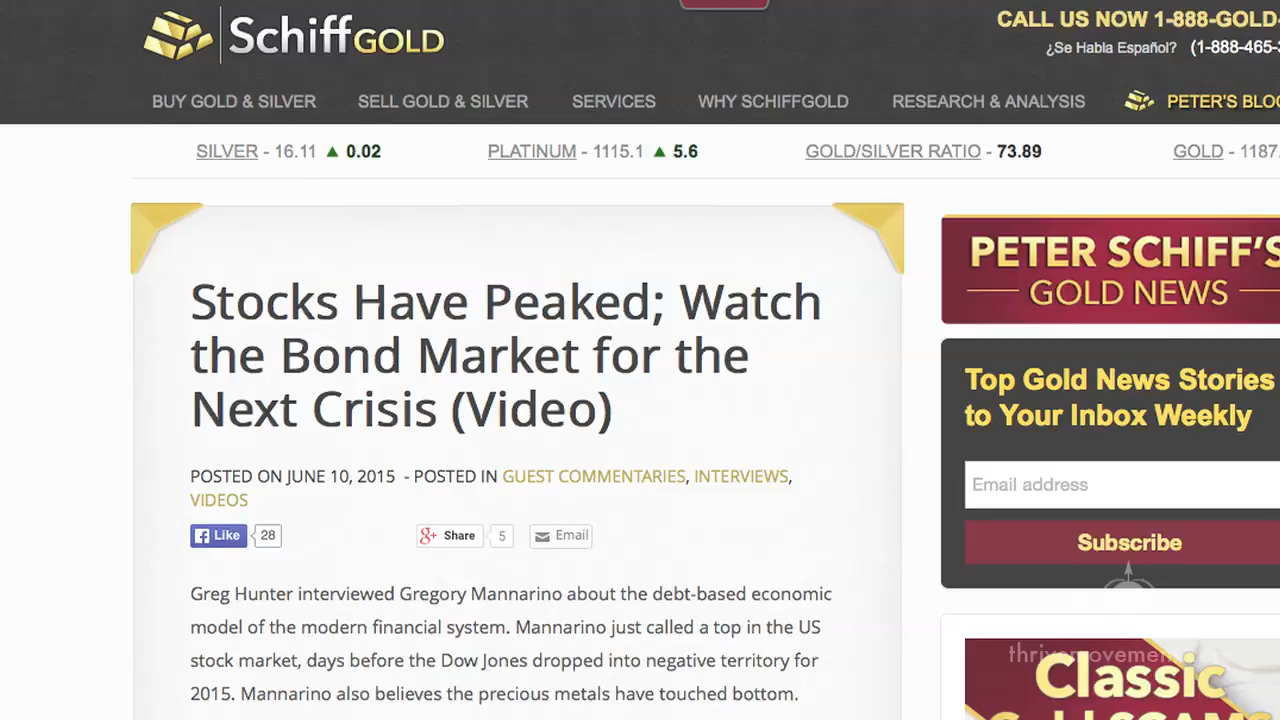 SchiffGOLD
CALL US NOW 1-888-GOLD-
¿Se Habla Español? (1-888-465-
BUY GOLD & SILVER SELL GOLD & SILVER SERVICES WHY SCHIFFGOLD RESEARCH & ANALYSIS PETER'S BLO
SILVER - 16.11 ▲ 0.02 PLATINUM - 1115.1 ▲ 5.6 GOLD/SILVER RATIO - 73.89 GOLD - 1187.
Stocks Have Peaked; Watch
the Bond Market for the
Next Crisis (Video)
POSTED ON JUNE 10, 2015 - POSTED IN GUEST COMMENTARIES, INTERVIEWS,
VIDEOS
Like 28 Share 5 Email
Greg Hunter interviewed Gregory Mannarino about the debt-based economic
model of the modern financial system. Mannarino just called a top in the US
stock market, days before the Dow Jones dropped into negative territory for
2015. Mannarino also believes the precious metals have touched bottom.
PETER SCHIFF'S
GOLD NEWS
Top Gold News Stories
to Your Inbox Weekly
Email address
Subscribe
Classic
Gold SCAMS